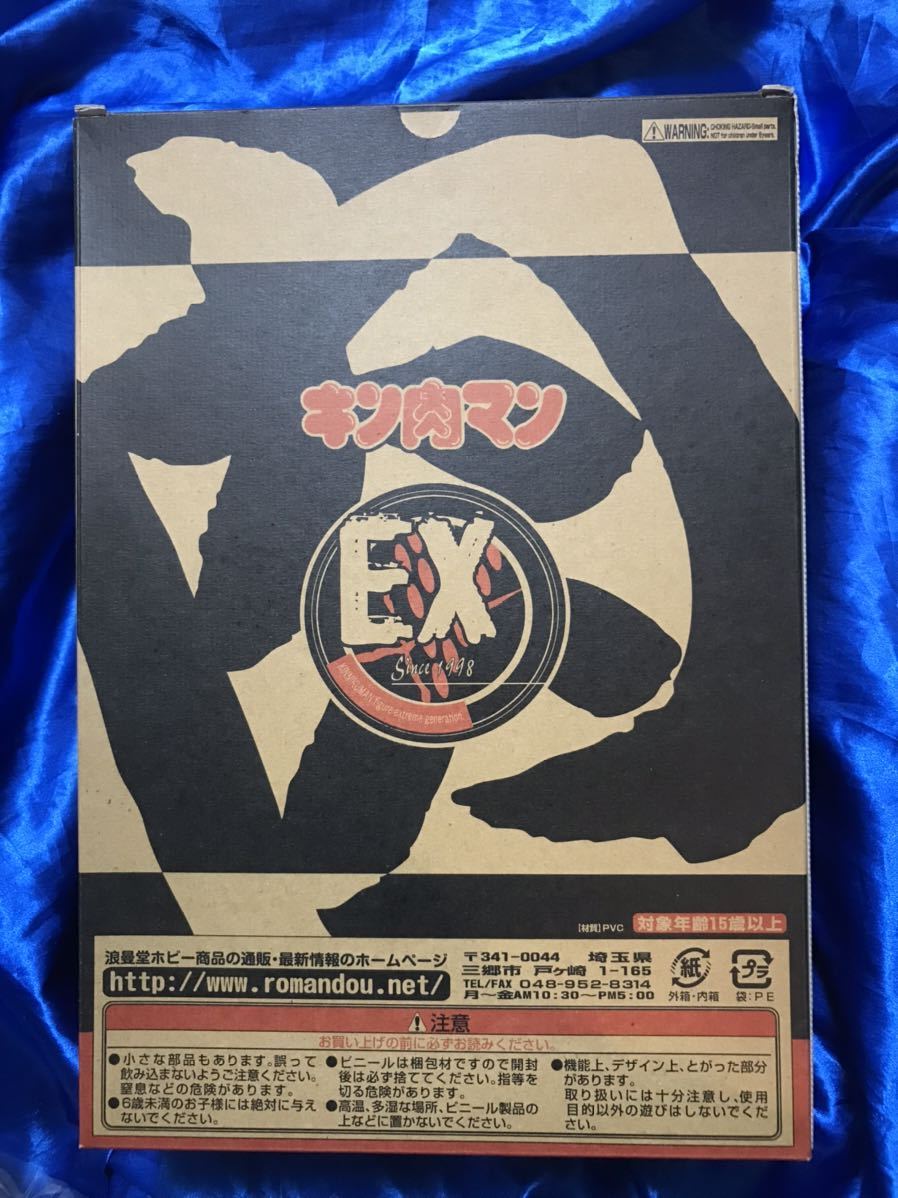 WARNING: CHOKING HAZARD-Small parts.
NOT for children under 6years.
キン肉マン
EX
Since 1998
KINNIKUMAN figure extreme generation.
[材質]PVC
対象年齢15歳以上
浪曼堂ホビー商品の通販・最新情報のホームページ
http://www.romandou.net/
〒341-0044 埼玉県
三郷市 戸ヶ崎 1-165
TEL/FAX 048-952-8314
月〜金AM10:30〜PM5:00
紙
外箱・内箱
プラ
袋:PE
注意
お買い上げの前に必ずお読みください。
●小さな部品もあります。誤って
飲み込まないようご注意ください。
窒息などの危険があります。
●6歳未満のお子様には絶対に与え
ないでください。
●ビニールは梱包材ですので開封
後は必ず捨ててください。指等を
切る危険があります。
●高温、多湿な場所、ビニール製品の
上などに置かないでください。
●機能上、デザイン上、とがった部分
があります。
取り扱いには十分注意し、使用
目的以外の遊びはしないでくだ
さい。